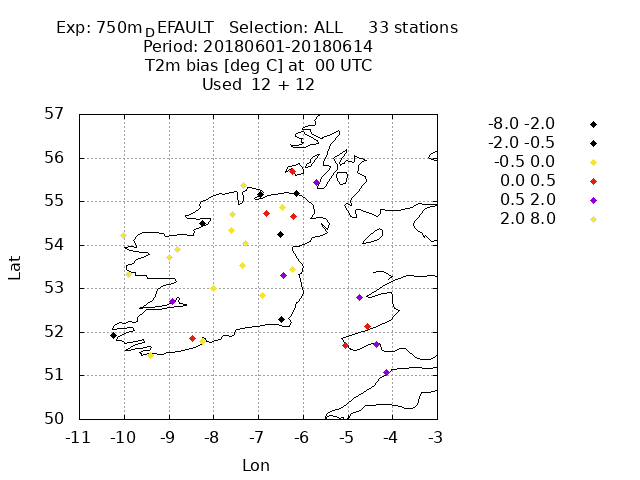 Exp: 750m_DEFAULT Selection: ALL 33 stations
Period: 20180601-20180614
T2m bias [deg C] at 00 UTC
Used 12 + 12
57
56
55
54
53
52
51
50
-11 -10 -9 -8 -7 -6 -5 -4 -3
Lat
Lon
-8.0 -2.0
-2.0 -0.5
-0.5 0.0
0.0 0.5
0.5 2.0
2.0 8.0